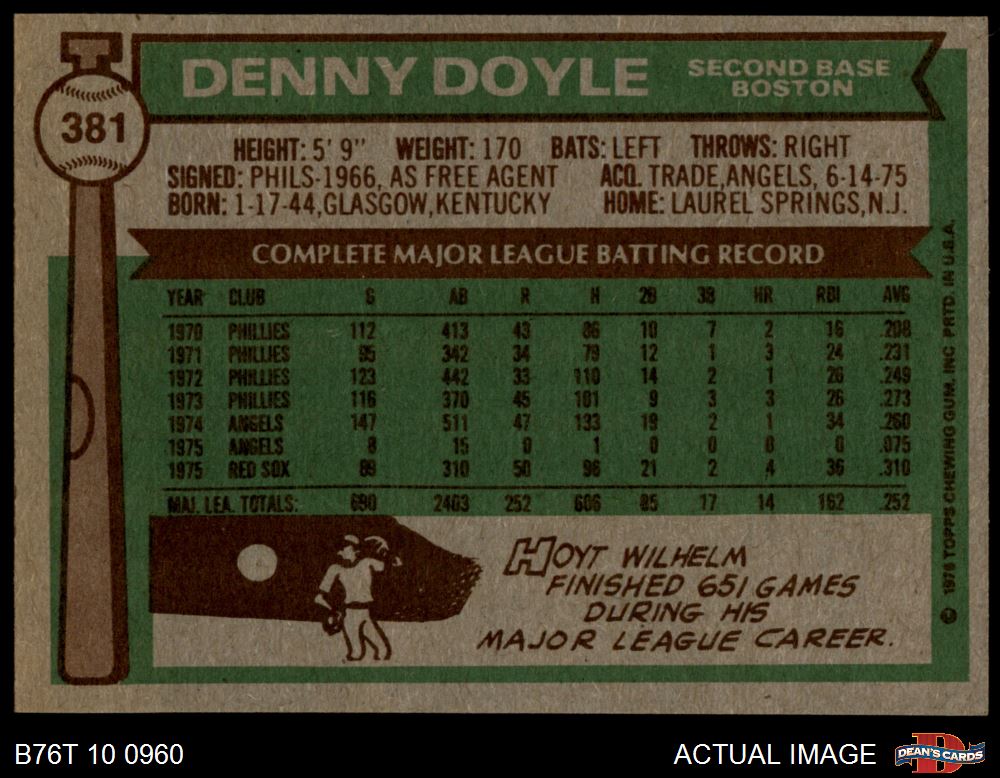 381
DENNY DOYLE
SECOND BASE
BOSTON
HEIGHT: 5' 9" WEIGHT: 170 BATS: LEFT THROWS: RIGHT
SIGNED: PHILS-1966, AS FREE AGENT ACQ. TRADE, ANGELS, 6-14-75
BORN: 1-17-44, GLASGOW, KENTUCKY HOME: LAUREL SPRINGS, N.J.
COMPLETE MAJOR LEAGUE BATTING RECORD
YEAR CLUB G AB R H 2B 3B HR RBI AVG
1970 PHILLIES 112 413 43 86 10 7 2 16 .208
1971 PHILLIES 95 342 34 79 12 1 3 24 .231
1972 PHILLIES 123 442 33 110 14 2 1 26 .249
1973 PHILLIES 116 370 45 101 9 3 3 26 .273
1974 ANGELS 147 511 47 133 19 2 1 34 .260
1975 ANGELS 8 15 0 1 0 0 0 0 .075
1975 RED SOX 89 310 50 96 21 2 4 36 .310
MAJ. LEA. TOTALS: 690 2403 252 606 85 17 14 162 .252
HOYT WILHELM
FINISHED 651 GAMES
DURING HIS
MAJOR LEAGUE CAREER.
© 1976 TOPPS CHEWING GUM, INC. PRTD. IN U.S.A.
B76T 10 0960
ACTUAL IMAGE
DEAN'S CARDS